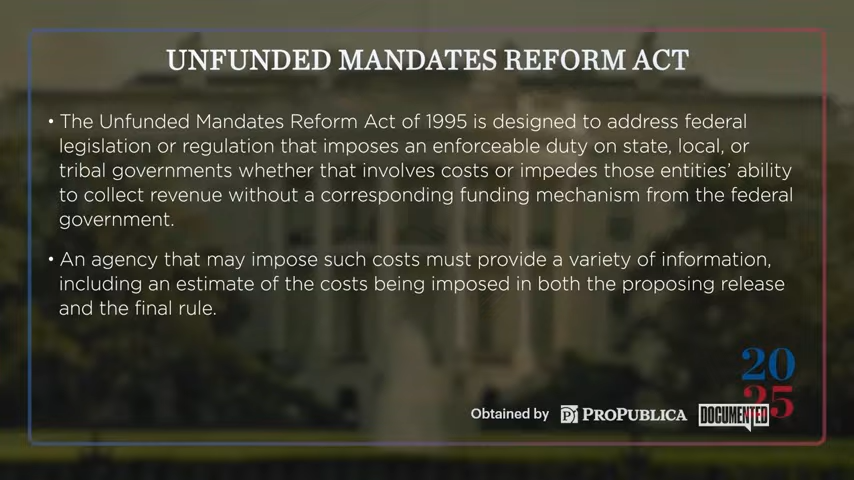 UNFUNDED MANDATES REFORM ACT
• The Unfunded Mandates Reform Act of 1995 is designed to address federal
legislation or regulation that imposes an enforceable duty on state, local, or
tribal governments whether that involves costs or impedes those entities’ ability
to collect revenue without a corresponding funding mechanism from the federal
government.
• An agency that may impose such costs must provide a variety of information,
including an estimate of the costs being imposed in both the proposing release
and the final rule.
20
25
Obtained by PROPUBLICA DOCUMENTED